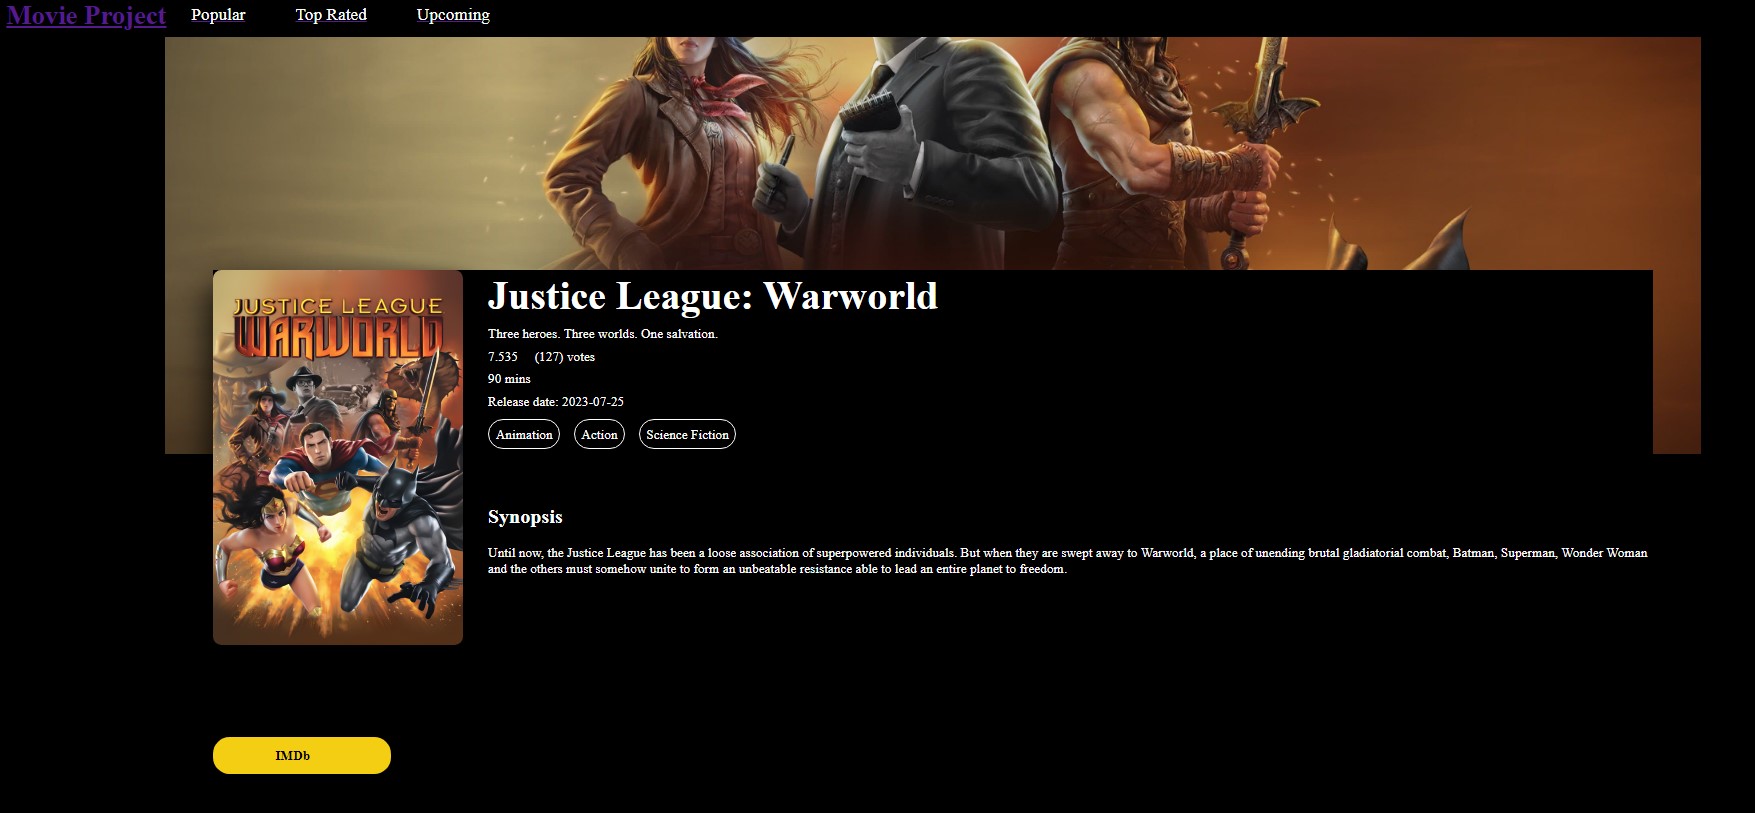 Movie Project
Popular
Top Rated
Upcoming
JUSTICE LEAGUE
WARWORLD
Justice League: Warworld
Three heroes. Three worlds. One salvation.
7.535 (127) votes
90 mins
Release date: 2023-07-25
Animation
Action
Science Fiction
Synopsis
Until now, the Justice League has been a loose association of superpowered individuals. But when they are swept away to Warworld, a place of unending brutal gladiatorial combat, Batman, Superman, Wonder Woman
and the others must somehow unite to form an unbeatable resistance able to lead an entire planet to freedom.
IMDb